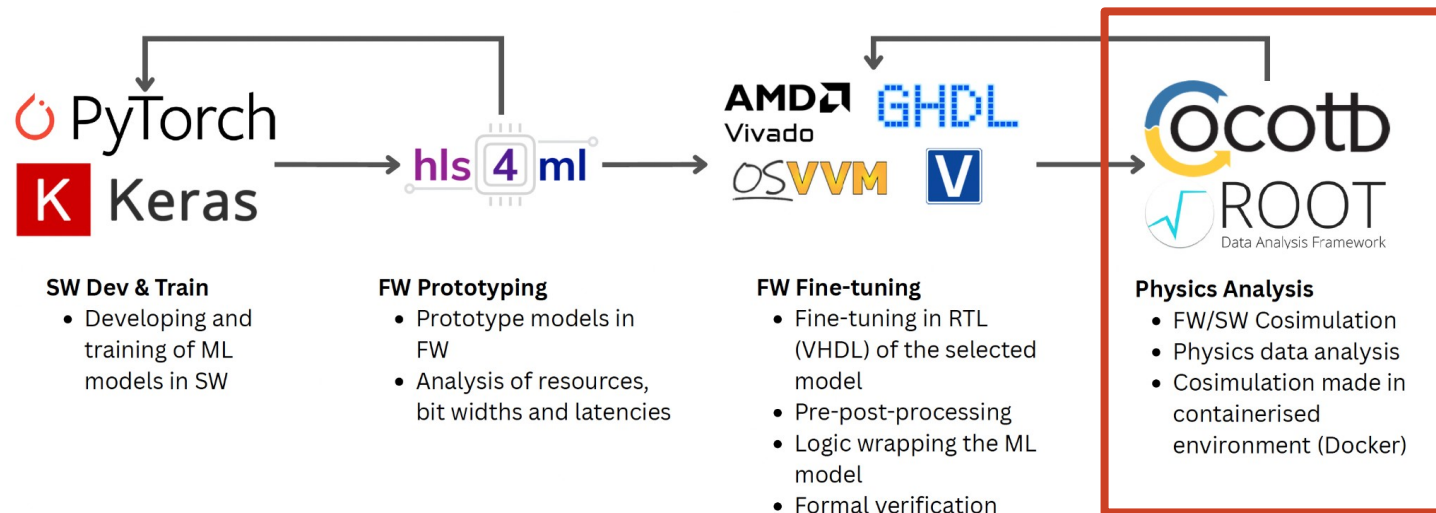 PyTorch
K Keras
hls 4 ml
AMD
Vivado
GHDL
OSVVM
V
cocotb
ROOT
Data Analysis Framework
SW Dev & Train
• Developing and
training of ML
models in SW
FW Prototyping
• Prototype models in
FW
• Analysis of resources,
bit widths and latencies
FW Fine-tuning
• Fine-tuning in RTL
(VHDL) of the selected
model
• Pre-post-processing
• Logic wrapping the ML
model
• Formal verification
Physics Analysis
• FW/SW Cosimulation
• Physics data analysis
• Cosimulation made in
containerised
environment (Docker)